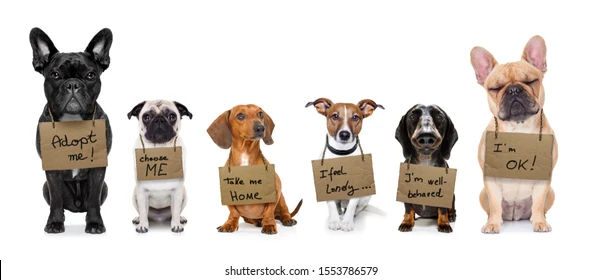 Adopt
me!
choose
ME
take me
HOME
I feel
lonely...
I'm well-
behaved
I'm
OK!
shutterstock.com · 1553786579